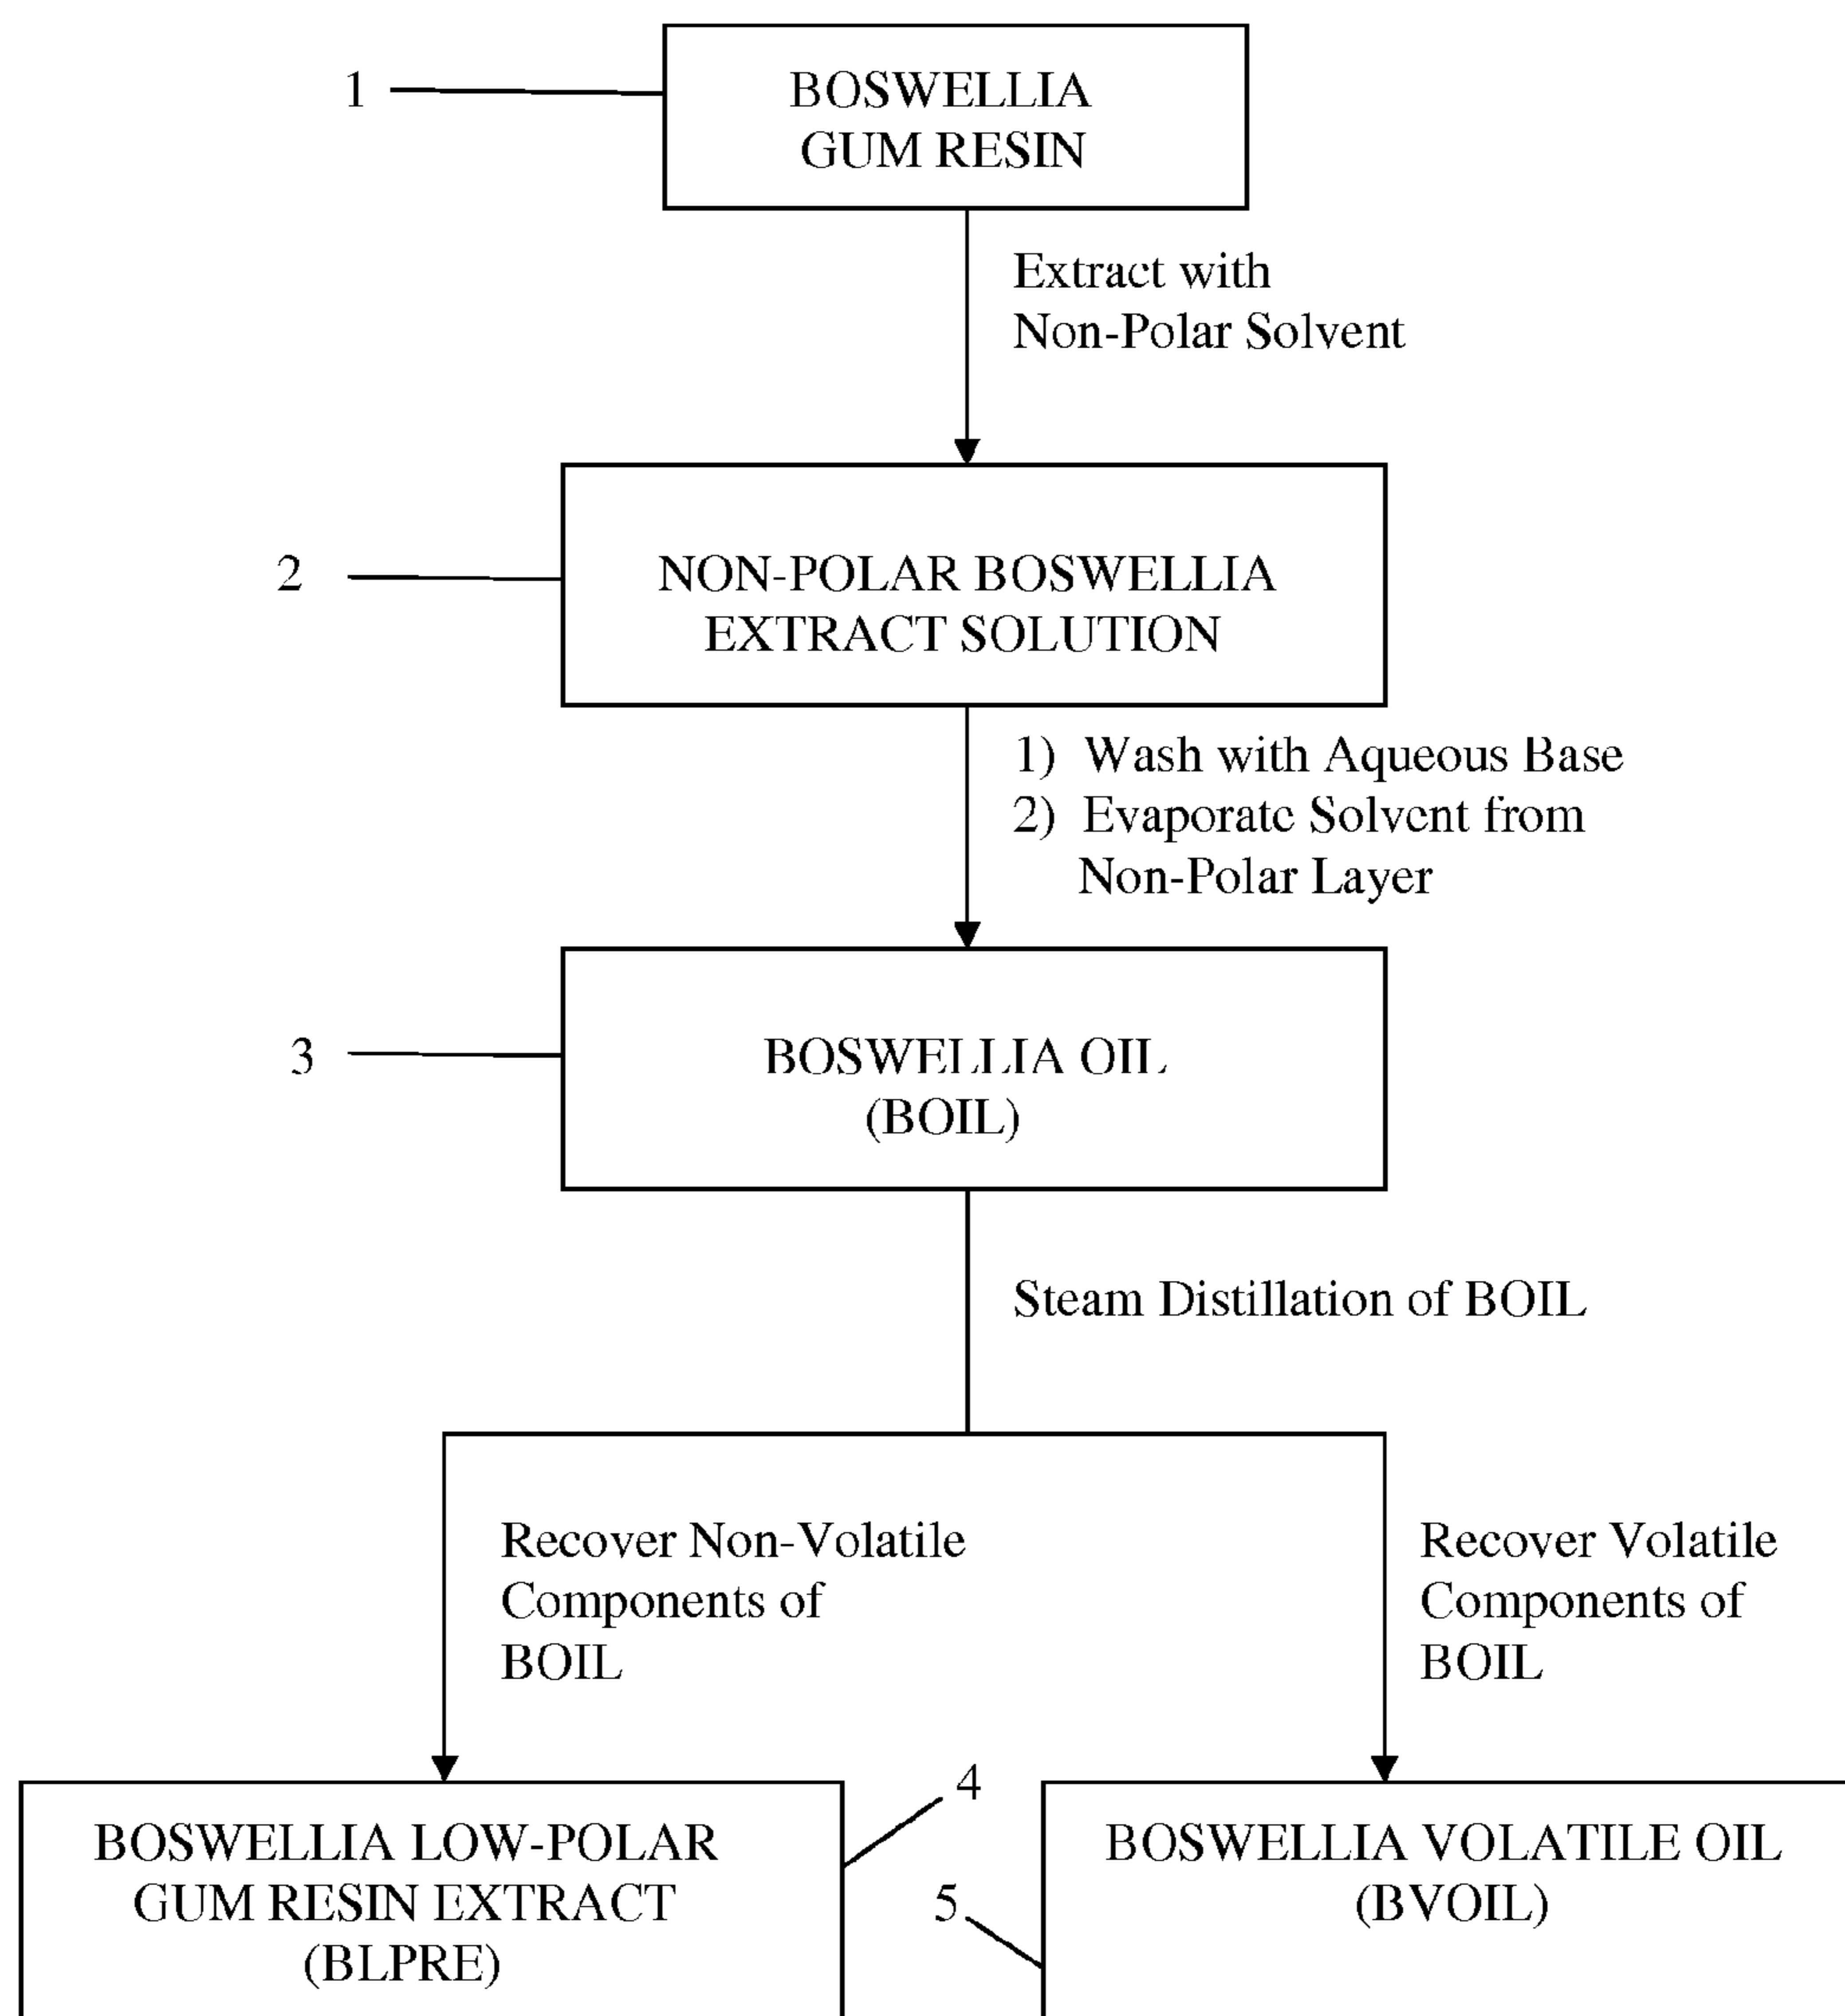 1
BOSWELLIA
GUM RESIN
Extract with
Non-Polar Solvent
2
NON-POLAR BOSWELLIA
EXTRACT SOLUTION
1) Wash with Aqueous Base
2) Evaporate Solvent from
Non-Polar Layer
3
BOSWELLIA OIL
(BOIL)
Steam Distillation of BOIL
Recover Non-Volatile
Components of
BOIL
Recover Volatile
Components of
BOIL
4
BOSWELLIA LOW-POLAR
GUM RESIN EXTRACT
(BLPRE)
5
BOSWELLIA VOLATILE OIL
(BVOIL)